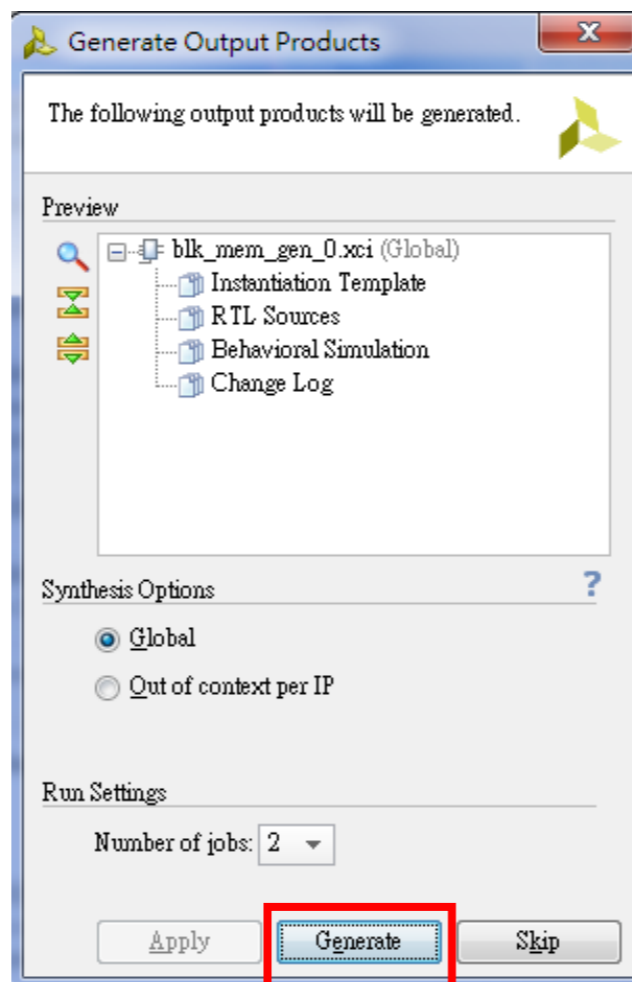 Generate Output Products
The following output products will be generated.
Preview
blk_mem_gen_0.xci (Global)
Instantiation Template
RTL Sources
Behavioral Simulation
Change Log
Synthesis Options
?
Global
Out of context per IP
Run Settings
Number of jobs: 2
Apply Generate Skip